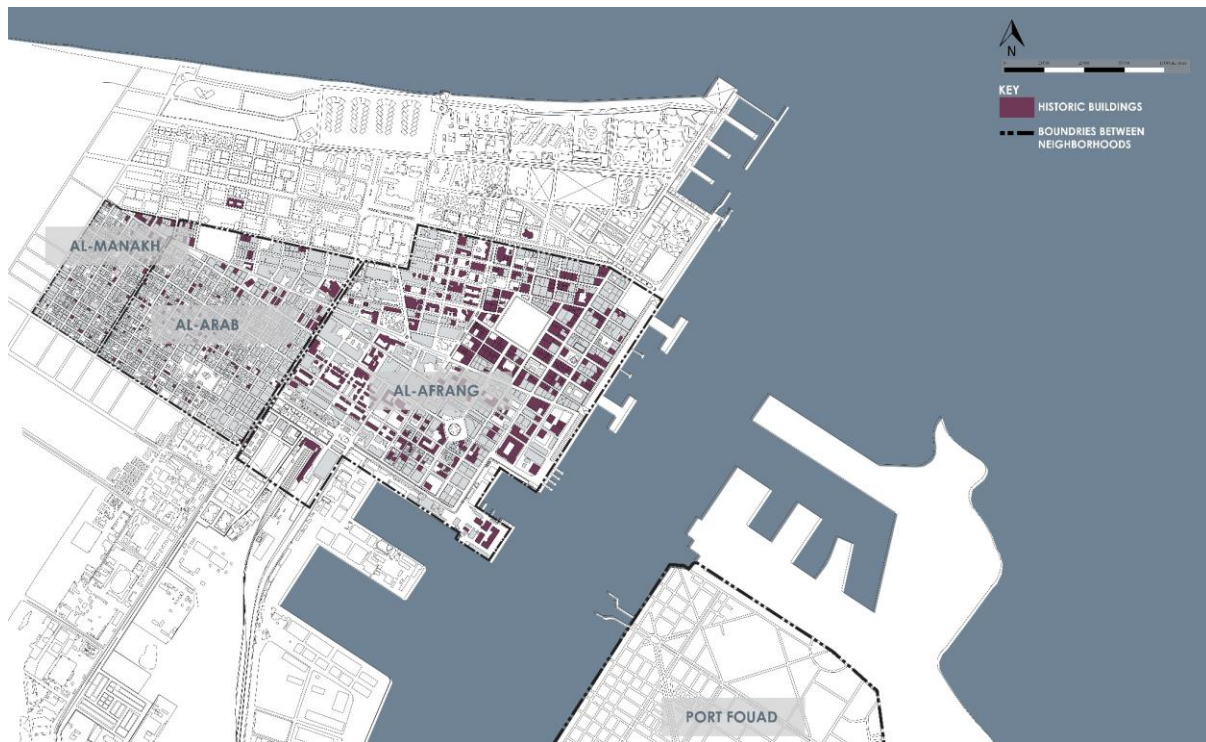 N
KEY
HISTORIC BUILDINGS
BOUNDRIES BETWEEN
NEIGHBORHOODS
AL-MANAKH
AL-ARAB
AL-AFRANG
PORT FOUAD